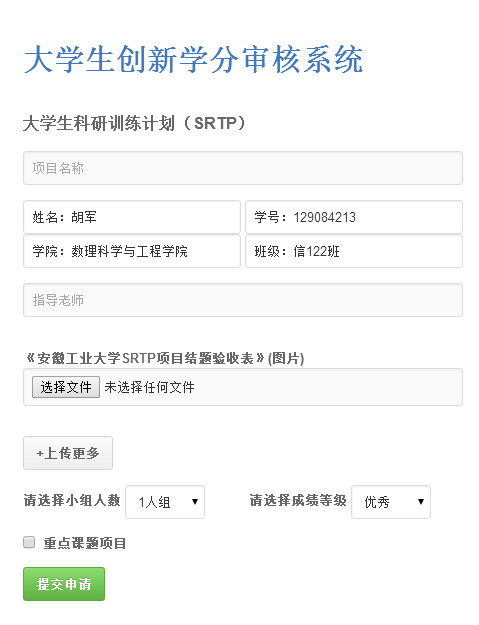 大学生创新学分审核系统
大学生科研训练计划（SRTP）
项目名称
姓名：胡军 学号：129084213
学院：数理科学与工程学院 班级：信122班
指导老师
《安徽工业大学SRTP项目结题验收表》(图片)
选择文件 未选择任何文件
+上传更多
请选择小组人数 1人组 请选择成绩等级 优秀
重点课题项目
提交申请